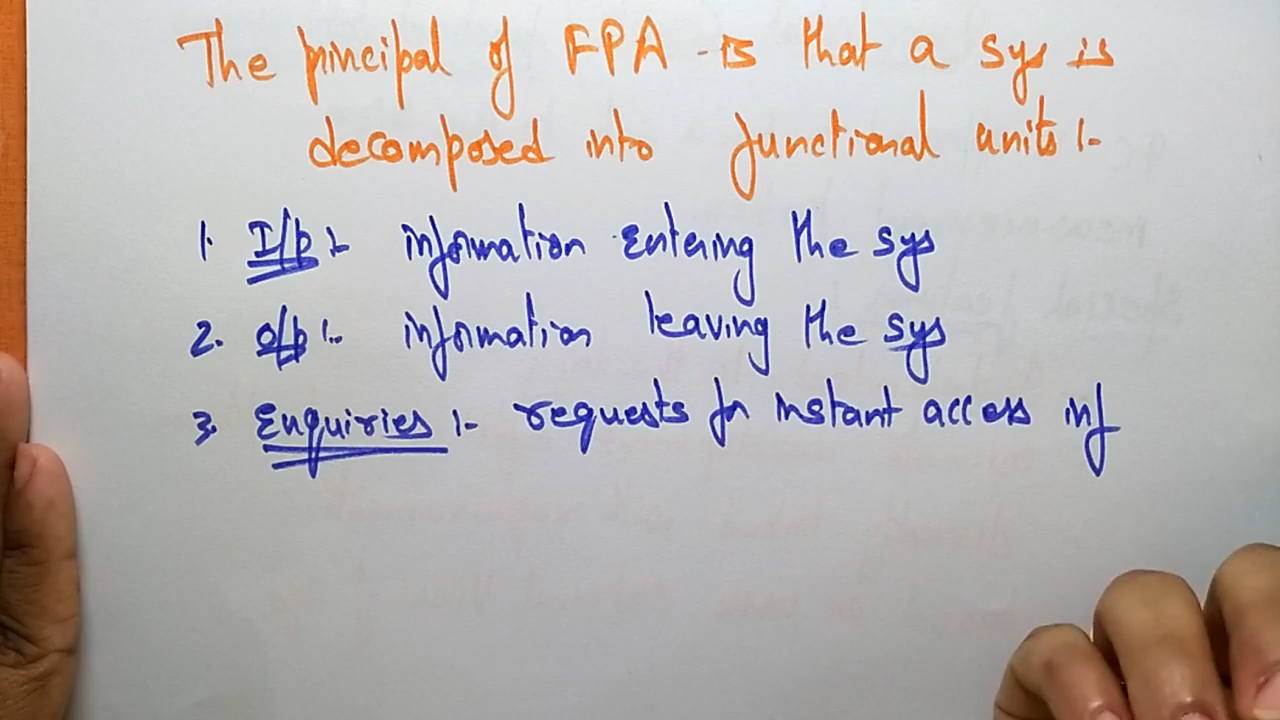 The principal of FPA is that a sys is
decomposed into functional units :-
1. I/p :- information Entering the sys
2. o/p :- information leaving the sys
3. Enquiries :- requests for instant access inf